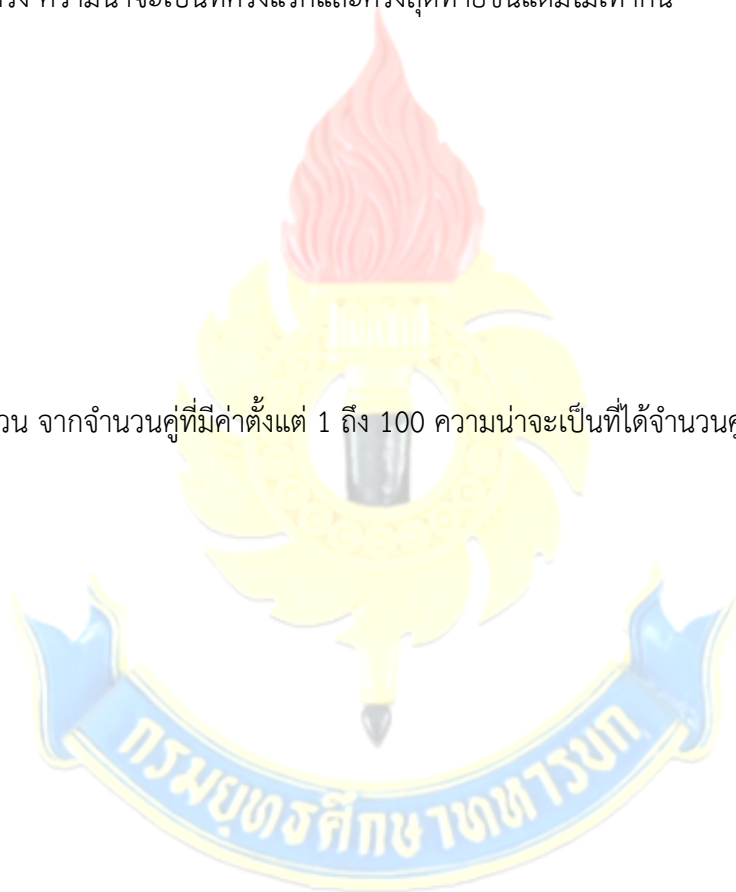 ความน่าจะเป็นที่ครั้งแรกและครั้งสุดท้ายขึ้นแต้มไม่เท่ากัน
จากจำนวนคู่ที่มีค่าตั้งแต่ 1 ถึง 100 ความน่าจะเป็นที่ได้จำนวน
กรมยุทธศึกษาทหารบก